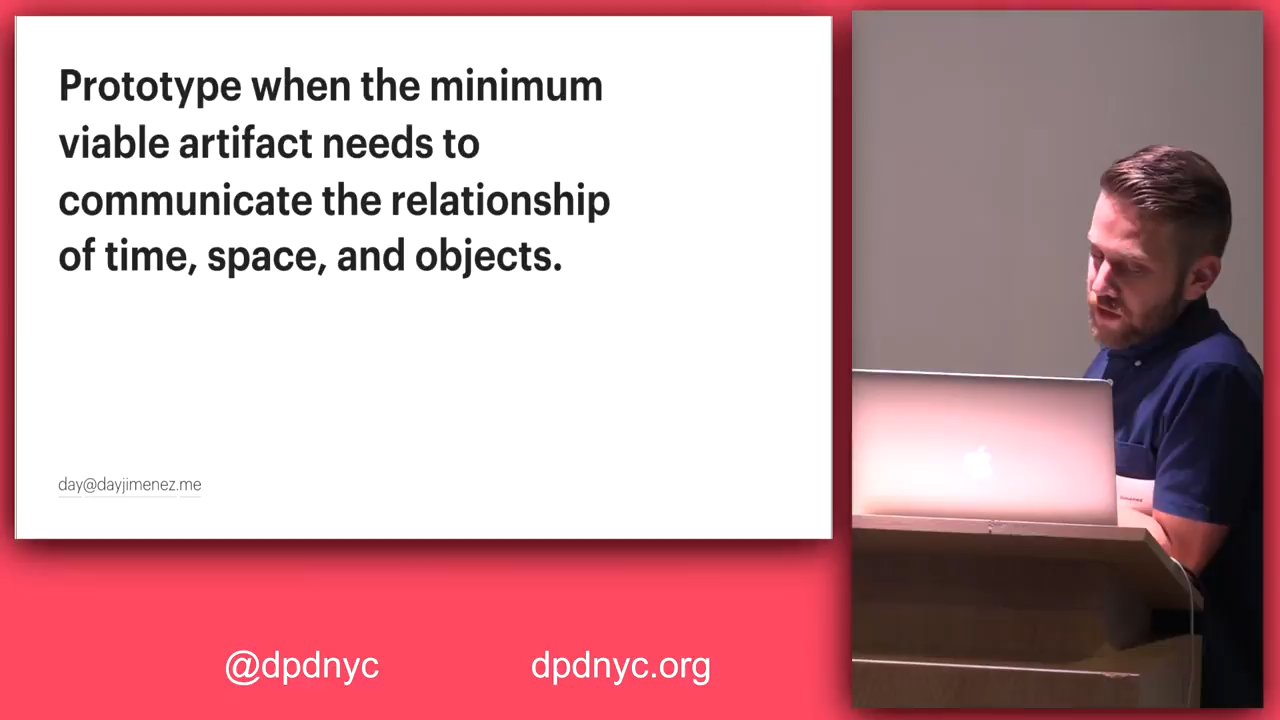 Prototype when the minimum
viable artifact needs to
communicate the relationship
of time, space, and objects.
day@dayjimenez.me
@dpdnyc
dpdnyc.org